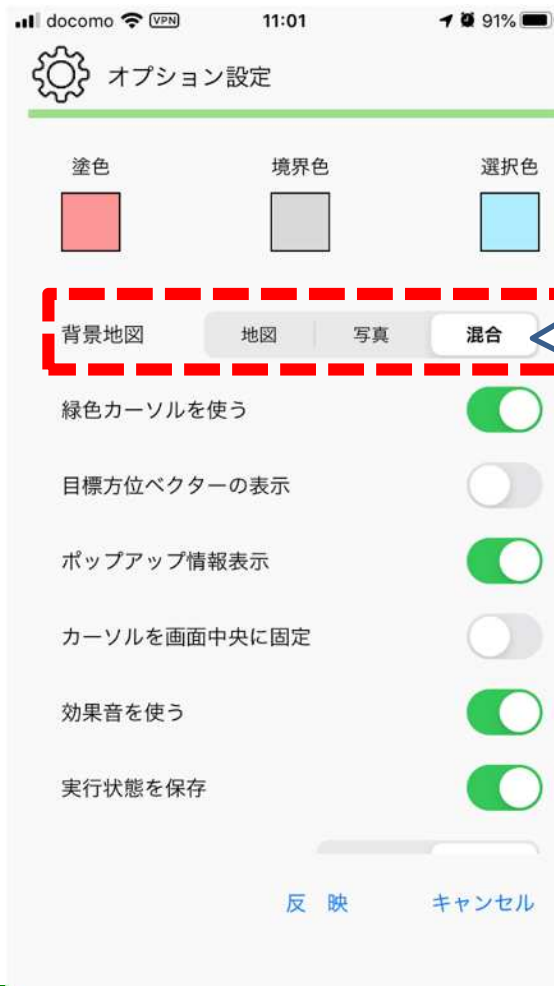 docomo VPN 11:01 91%
オプション設定
塗色 境界色 選択色
背景地図 地図 写真 混合
緑色カーソルを使う
目標方位ベクターの表示
ポップアップ情報表示
カーソルを画面中央に固定
効果音を使う
実行状態を保存
反 映 キャンセル